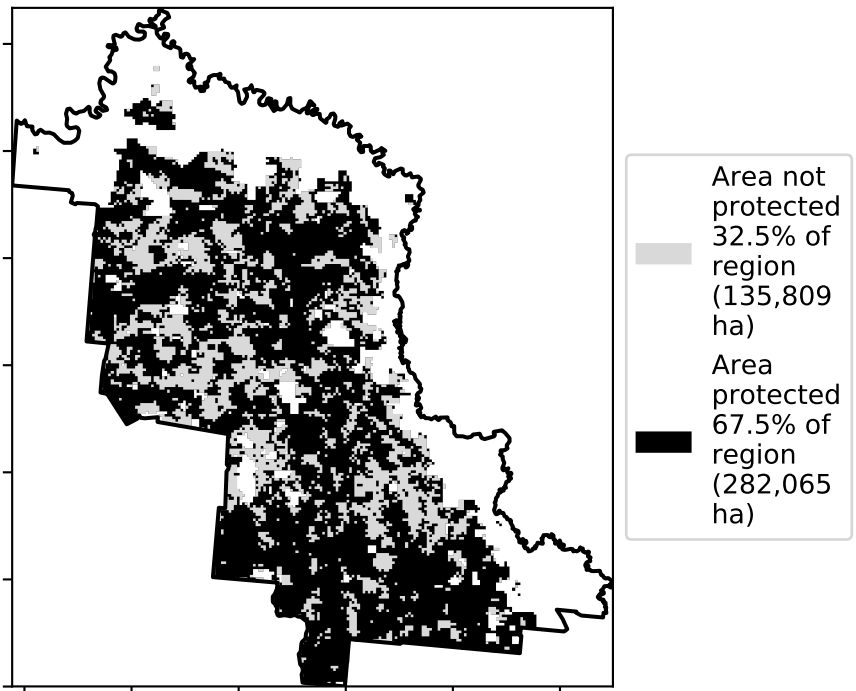 Area not
protected
32.5% of
region
(135,809
ha)
Area
protected
67.5% of
region
(282,065
ha)